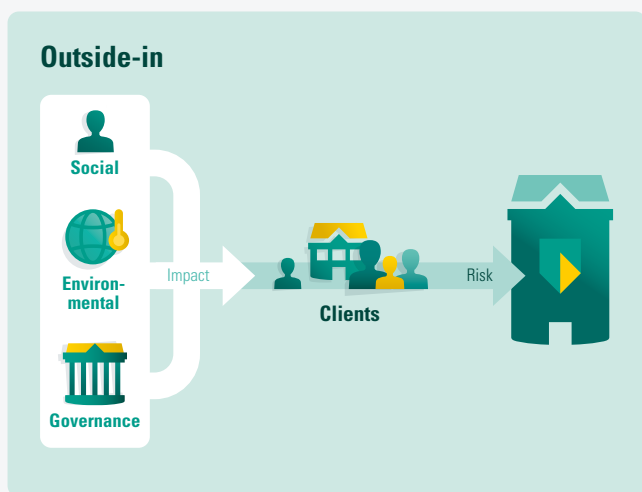 Outside-in
Social
Environ-
mental
Governance
Impact
Clients
Risk